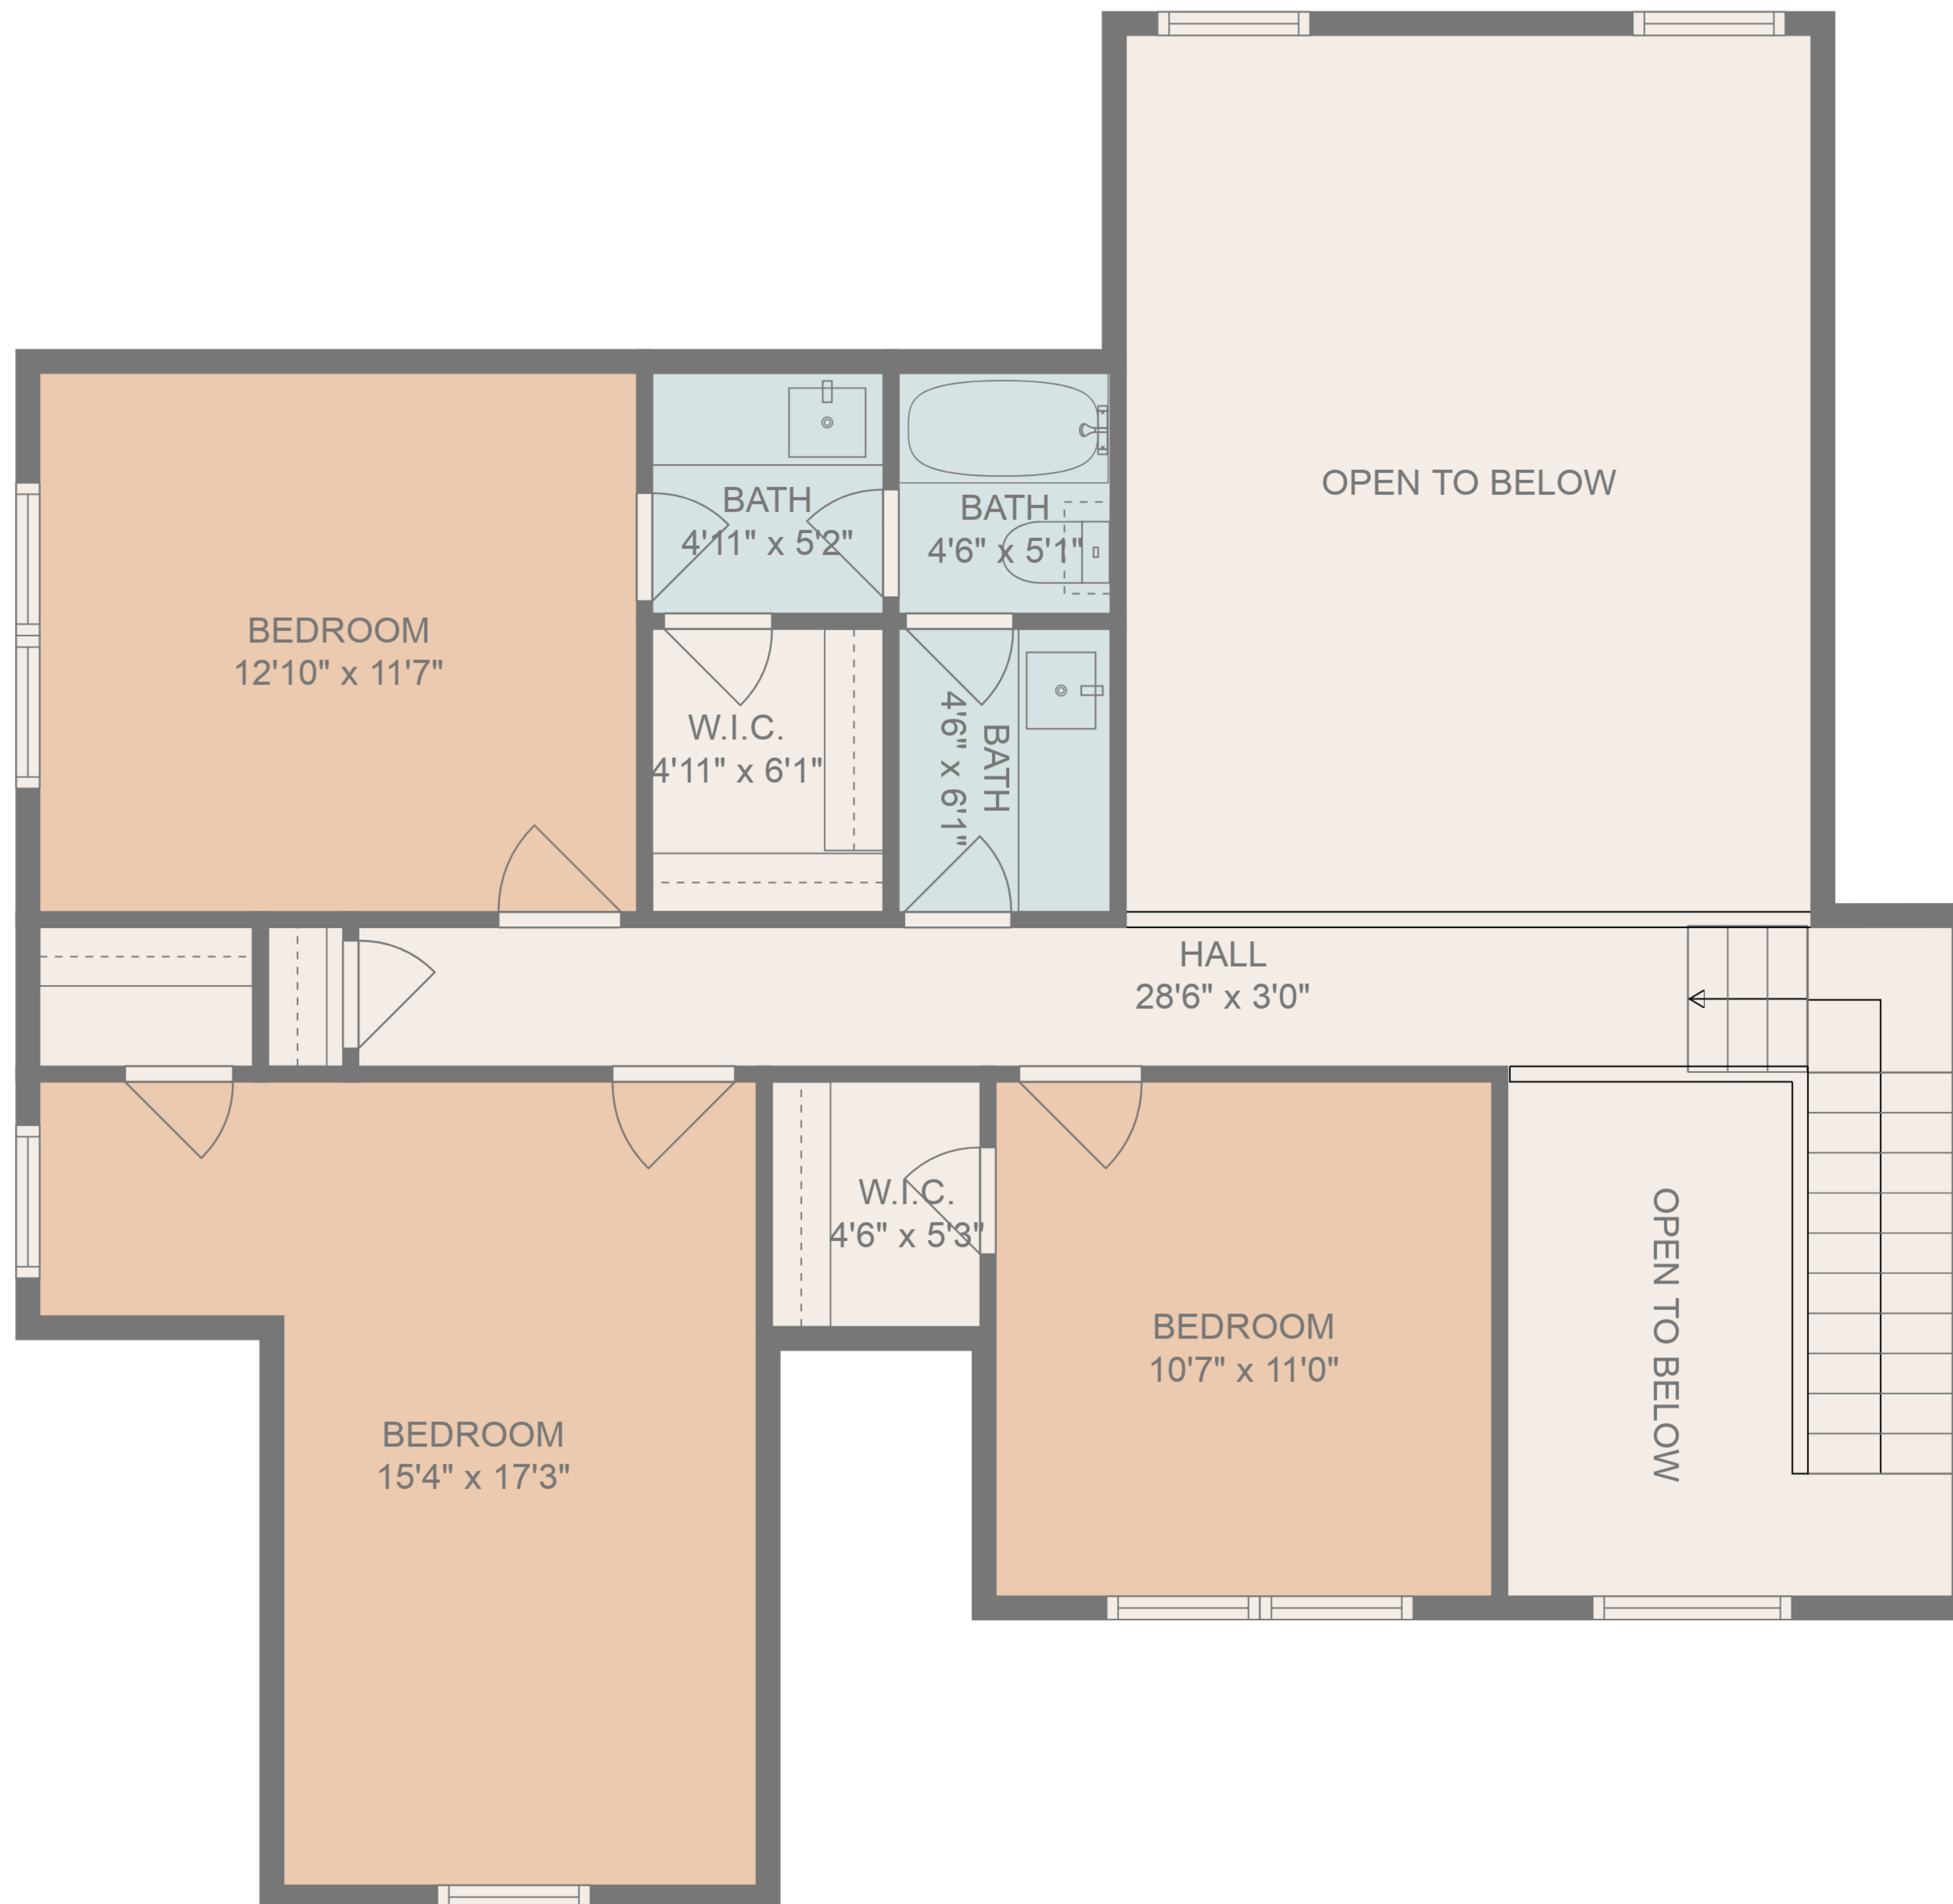 OPEN TO BELOW
BATH
4'11" x 5'2"
BATH
4'6" x 5'1"
BEDROOM
12'10" x 11'7"
W.I.C.
4'11" x 6'1"
BATH
4'6" x 6'1"
HALL
28'6" x 3'0"
W.I.C.
4'6" x 5'3"
OPEN TO BELOW
BEDROOM
10'7" x 11'0"
BEDROOM
15'4" x 17'3"